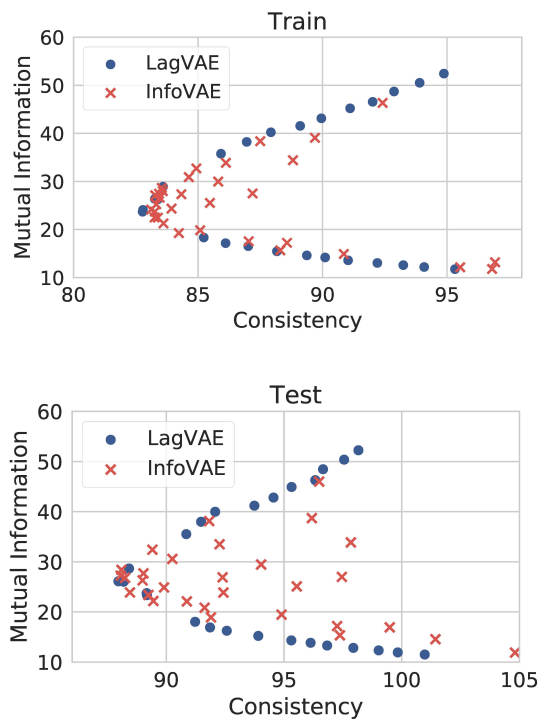 Train
60
50
40
30
20
10
Mutual Information
LagVAE
InfoVAE
80 85 90 95
Consistency
Test
60
50
40
30
20
10
Mutual Information
LagVAE
InfoVAE
90 95 100 105
Consistency